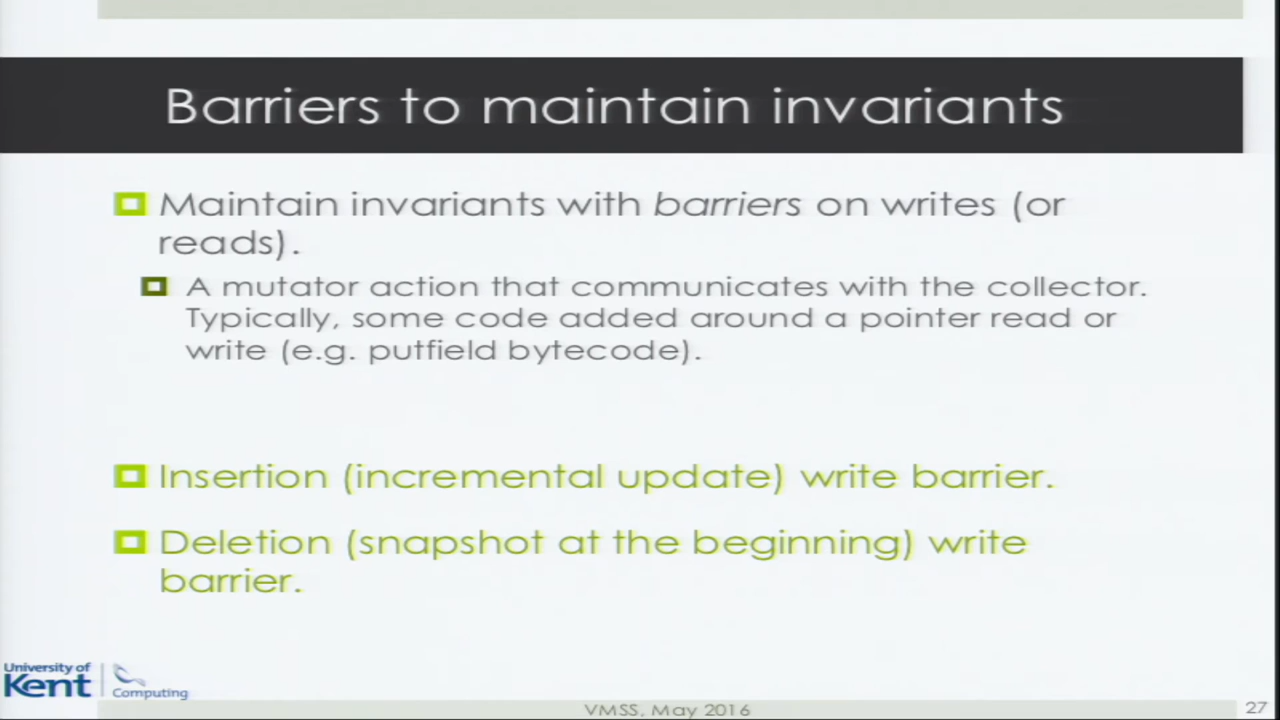 Barriers to maintain invariants
Maintain invariants with barriers on writes (or
reads).
A mutator action that communicates with the collector.
Typically, some code added around a pointer read or
write (e.g. putfield bytecode).
Insertion (incremental update) write barrier.
Deletion (snapshot at the beginning) write
barrier.
University of
Kent
Computing
VMSS, May 2016
27